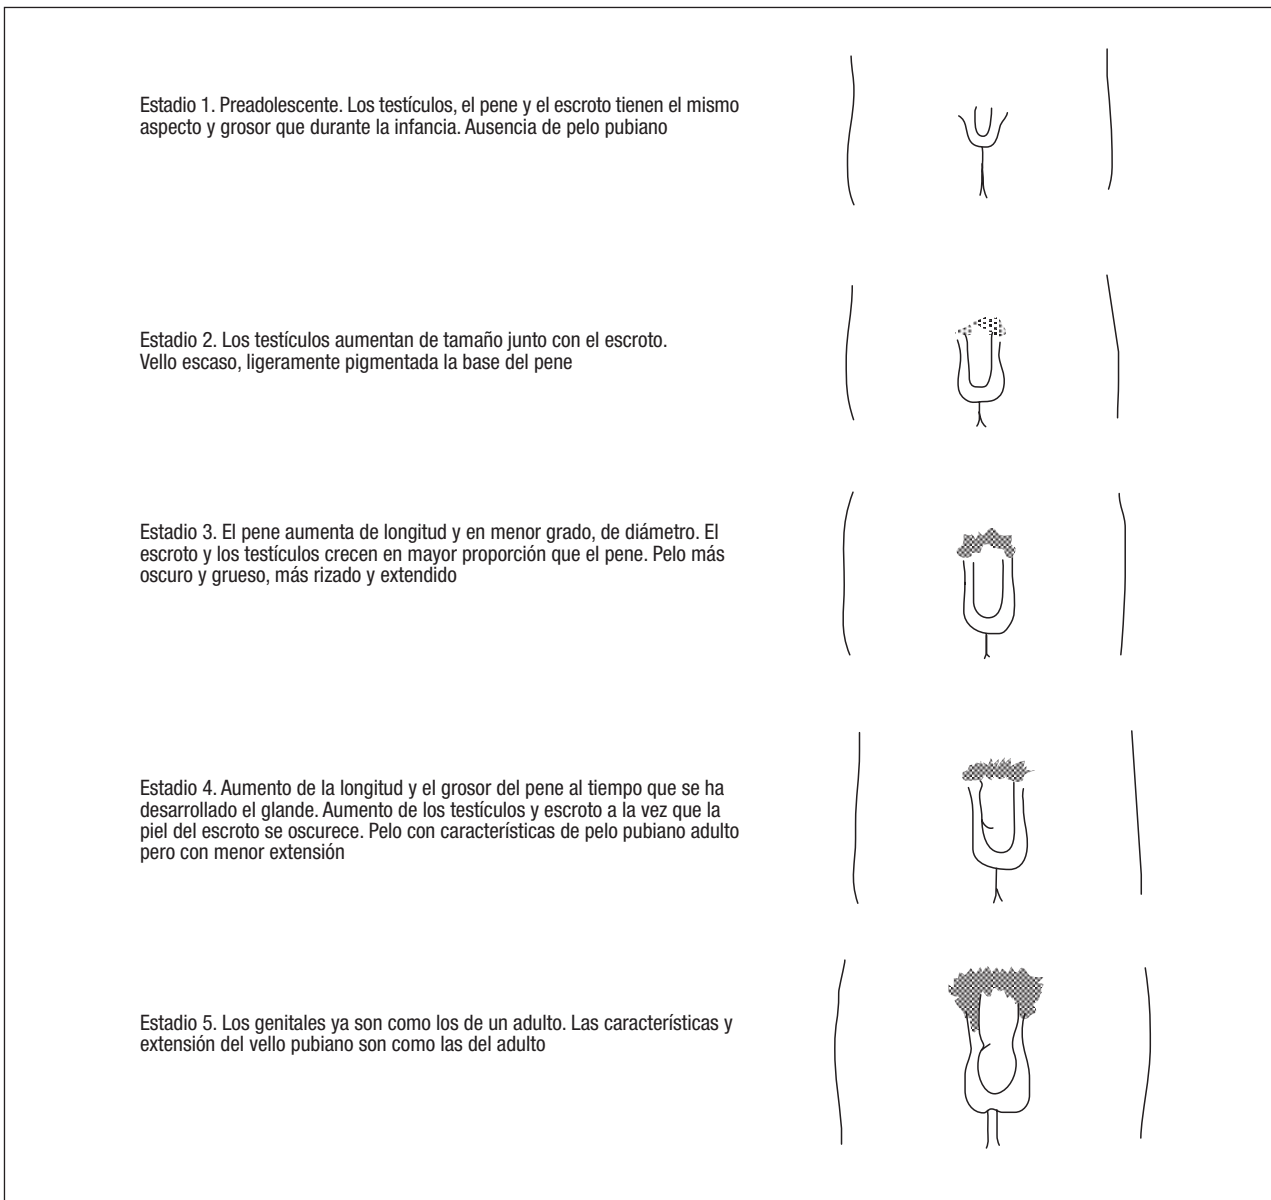 Estadio 1. Preadolescente. Los testículos, el pene y el escroto tienen el mismo
aspecto y grosor que durante la infancia. Ausencia de pelo pubiano
Estadio 2. Los testículos aumentan de tamaño junto con el escroto.
Vello escaso, ligeramente pigmentada la base del pene
Estadio 3. El pene aumenta de longitud y en menor grado, de diámetro. El
escroto y los testículos crecen en mayor proporción que el pene. Pelo más
oscuro y grueso, más rizado y extendido
Estadio 4. Aumento de la longitud y el grosor del pene al tiempo que se ha
desarrollado el glande. Aumento de los testículos y escroto a la vez que la
piel del escroto se oscurece. Pelo con características de pelo pubiano adulto
pero con menor extensión
Estadio 5. Los genitales ya son como los de un adulto. Las características y
extensión del vello pubiano son como las del adulto